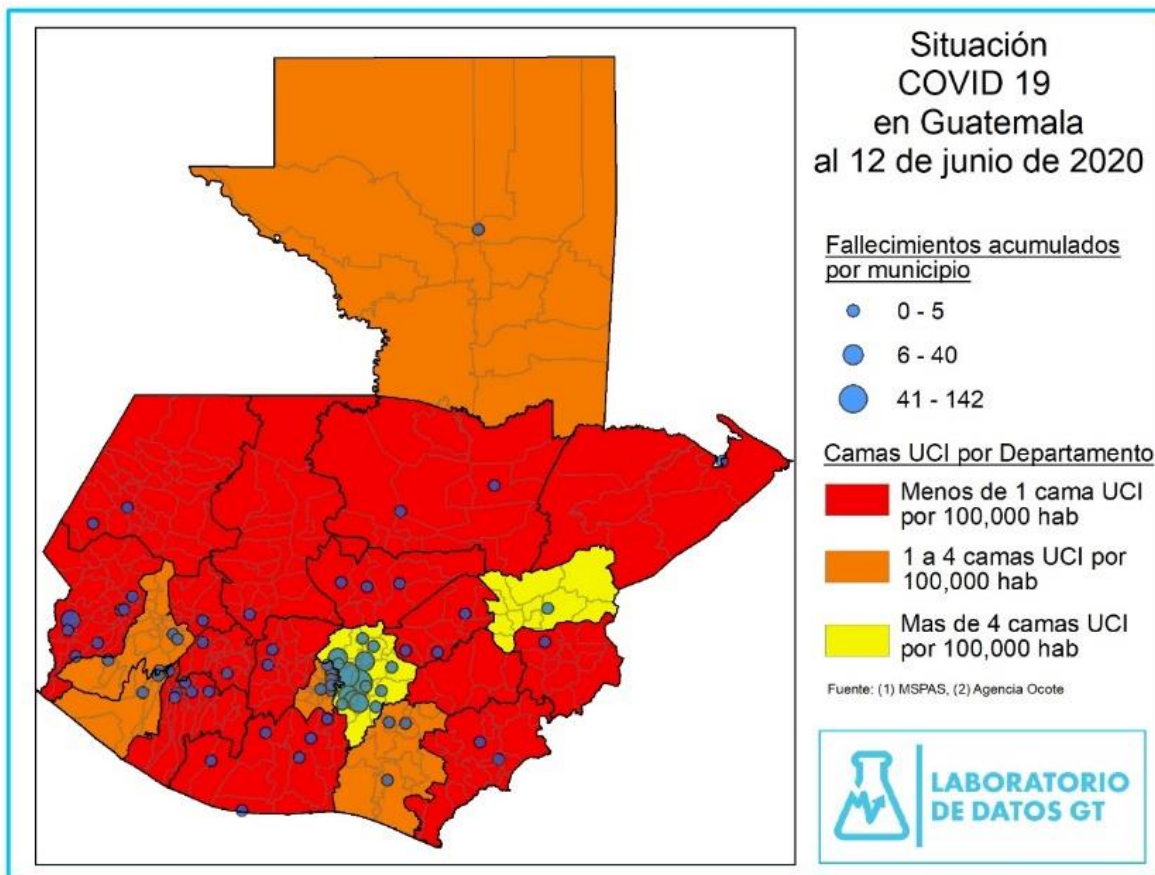 Situación
COVID 19
en Guatemala
al 12 de junio de 2020
Fallecimientos acumulados
por municipio
0 - 5
6 - 40
41 - 142
Camas UCI por Departamento
Menos de 1 cama UCI
por 100,000 hab
1 a 4 camas UCI por
100,000 hab
Mas de 4 camas UCI
por 100,000 hab
Fuente: (1) MSPAS, (2) Agencia Ocote
LABORATORIO
DE DATOS GT